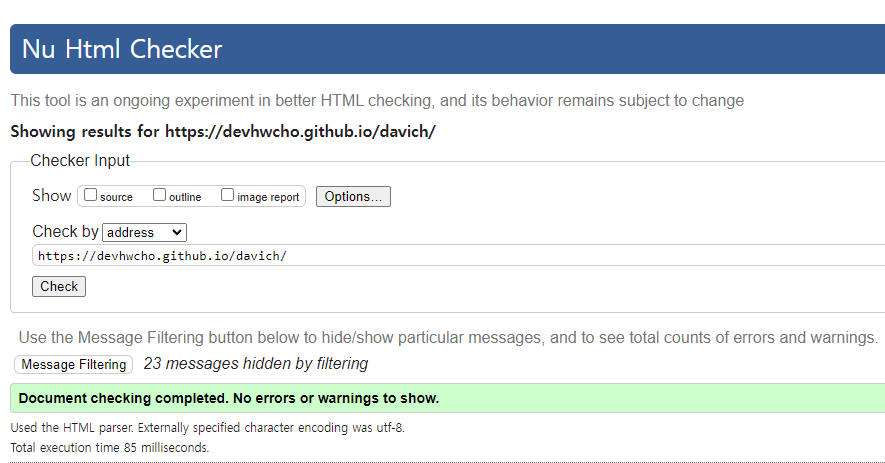 Nu Html Checker
This tool is an ongoing experiment in better HTML checking, and its behavior remains subject to change
Showing results for https://devhwcho.github.io/davich/
Checker Input
Show source outline image report Options...
Check by address
https://devhwcho.github.io/davich/
Check
Use the Message Filtering button below to hide/show particular messages, and to see total counts of errors and warnings.
Message Filtering 23 messages hidden by filtering
Document checking completed. No errors or warnings to show.
Used the HTML parser. Externally specified character encoding was utf-8.
Total execution time 85 milliseconds.